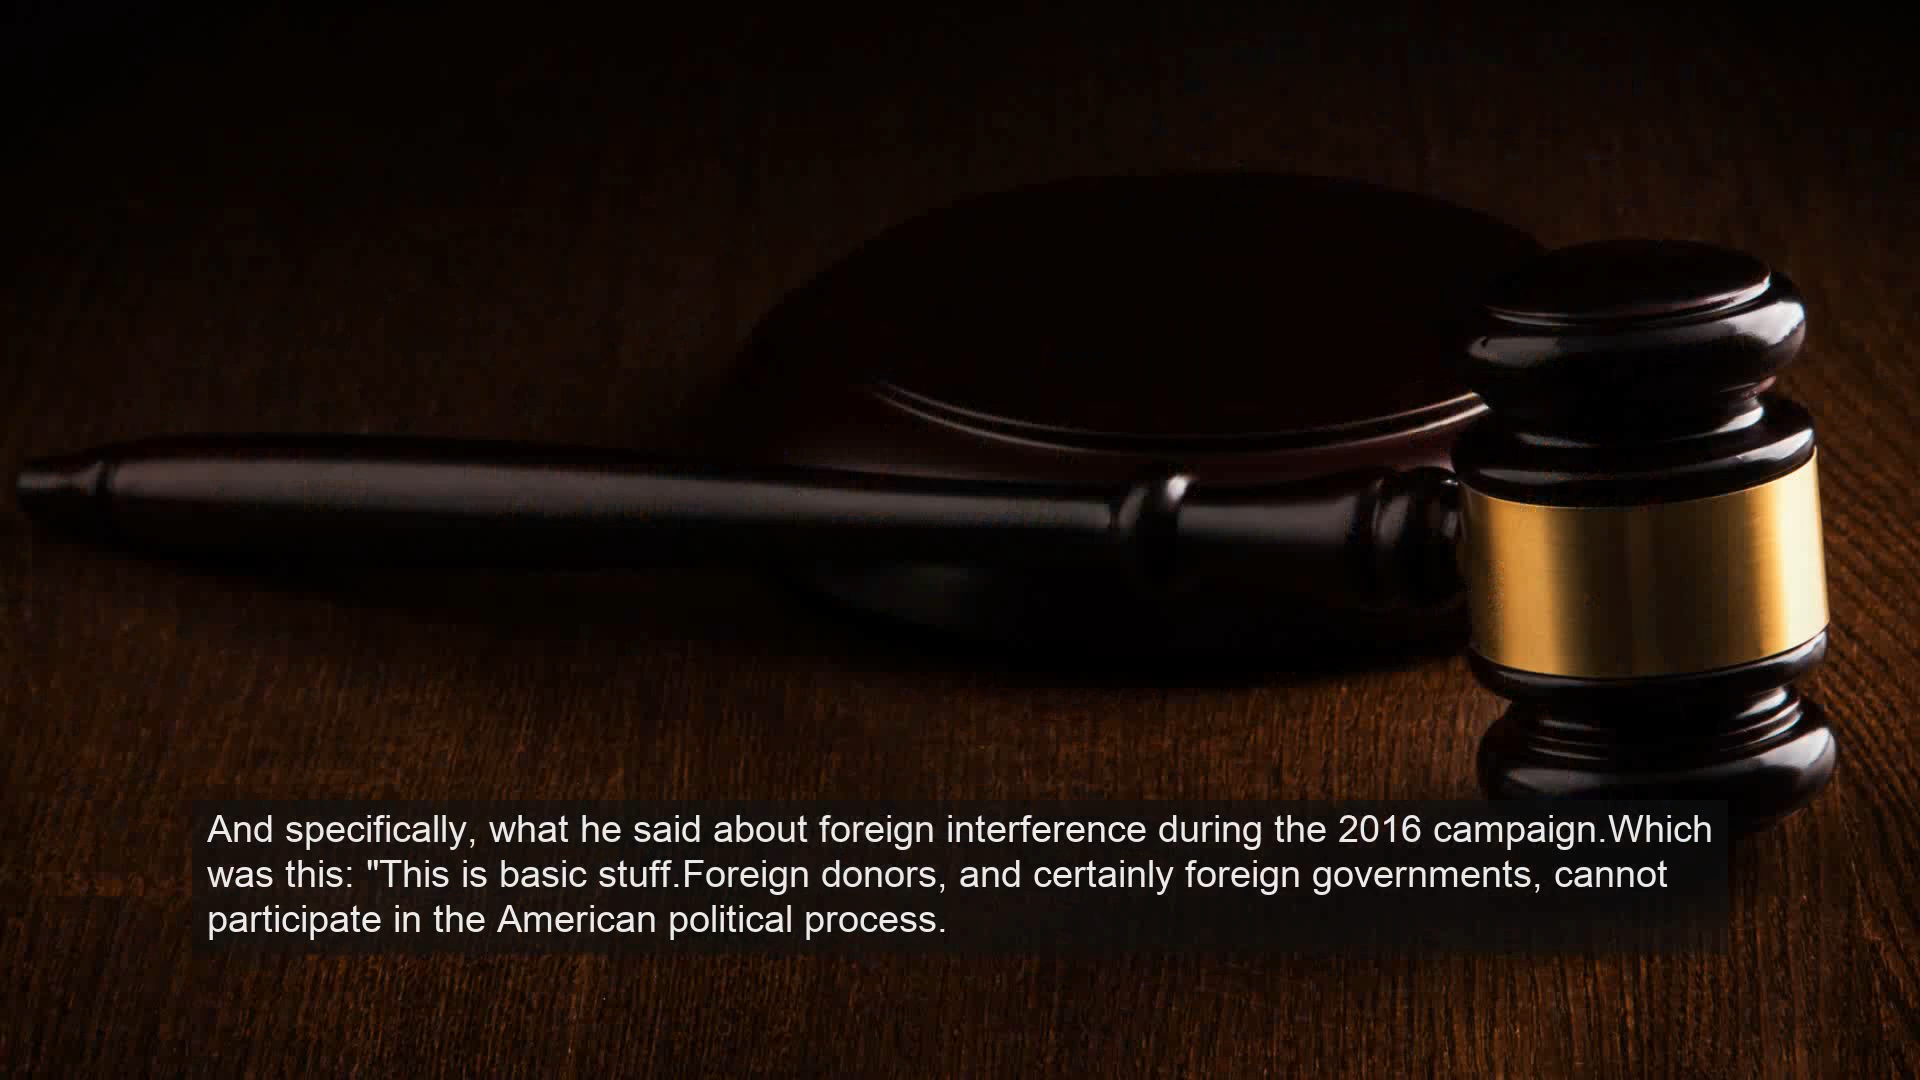 And specifically, what he said about foreign interference during the 2016 campaign.Which
was this: "This is basic stuff.Foreign donors, and certainly foreign governments, cannot
participate in the American political process.